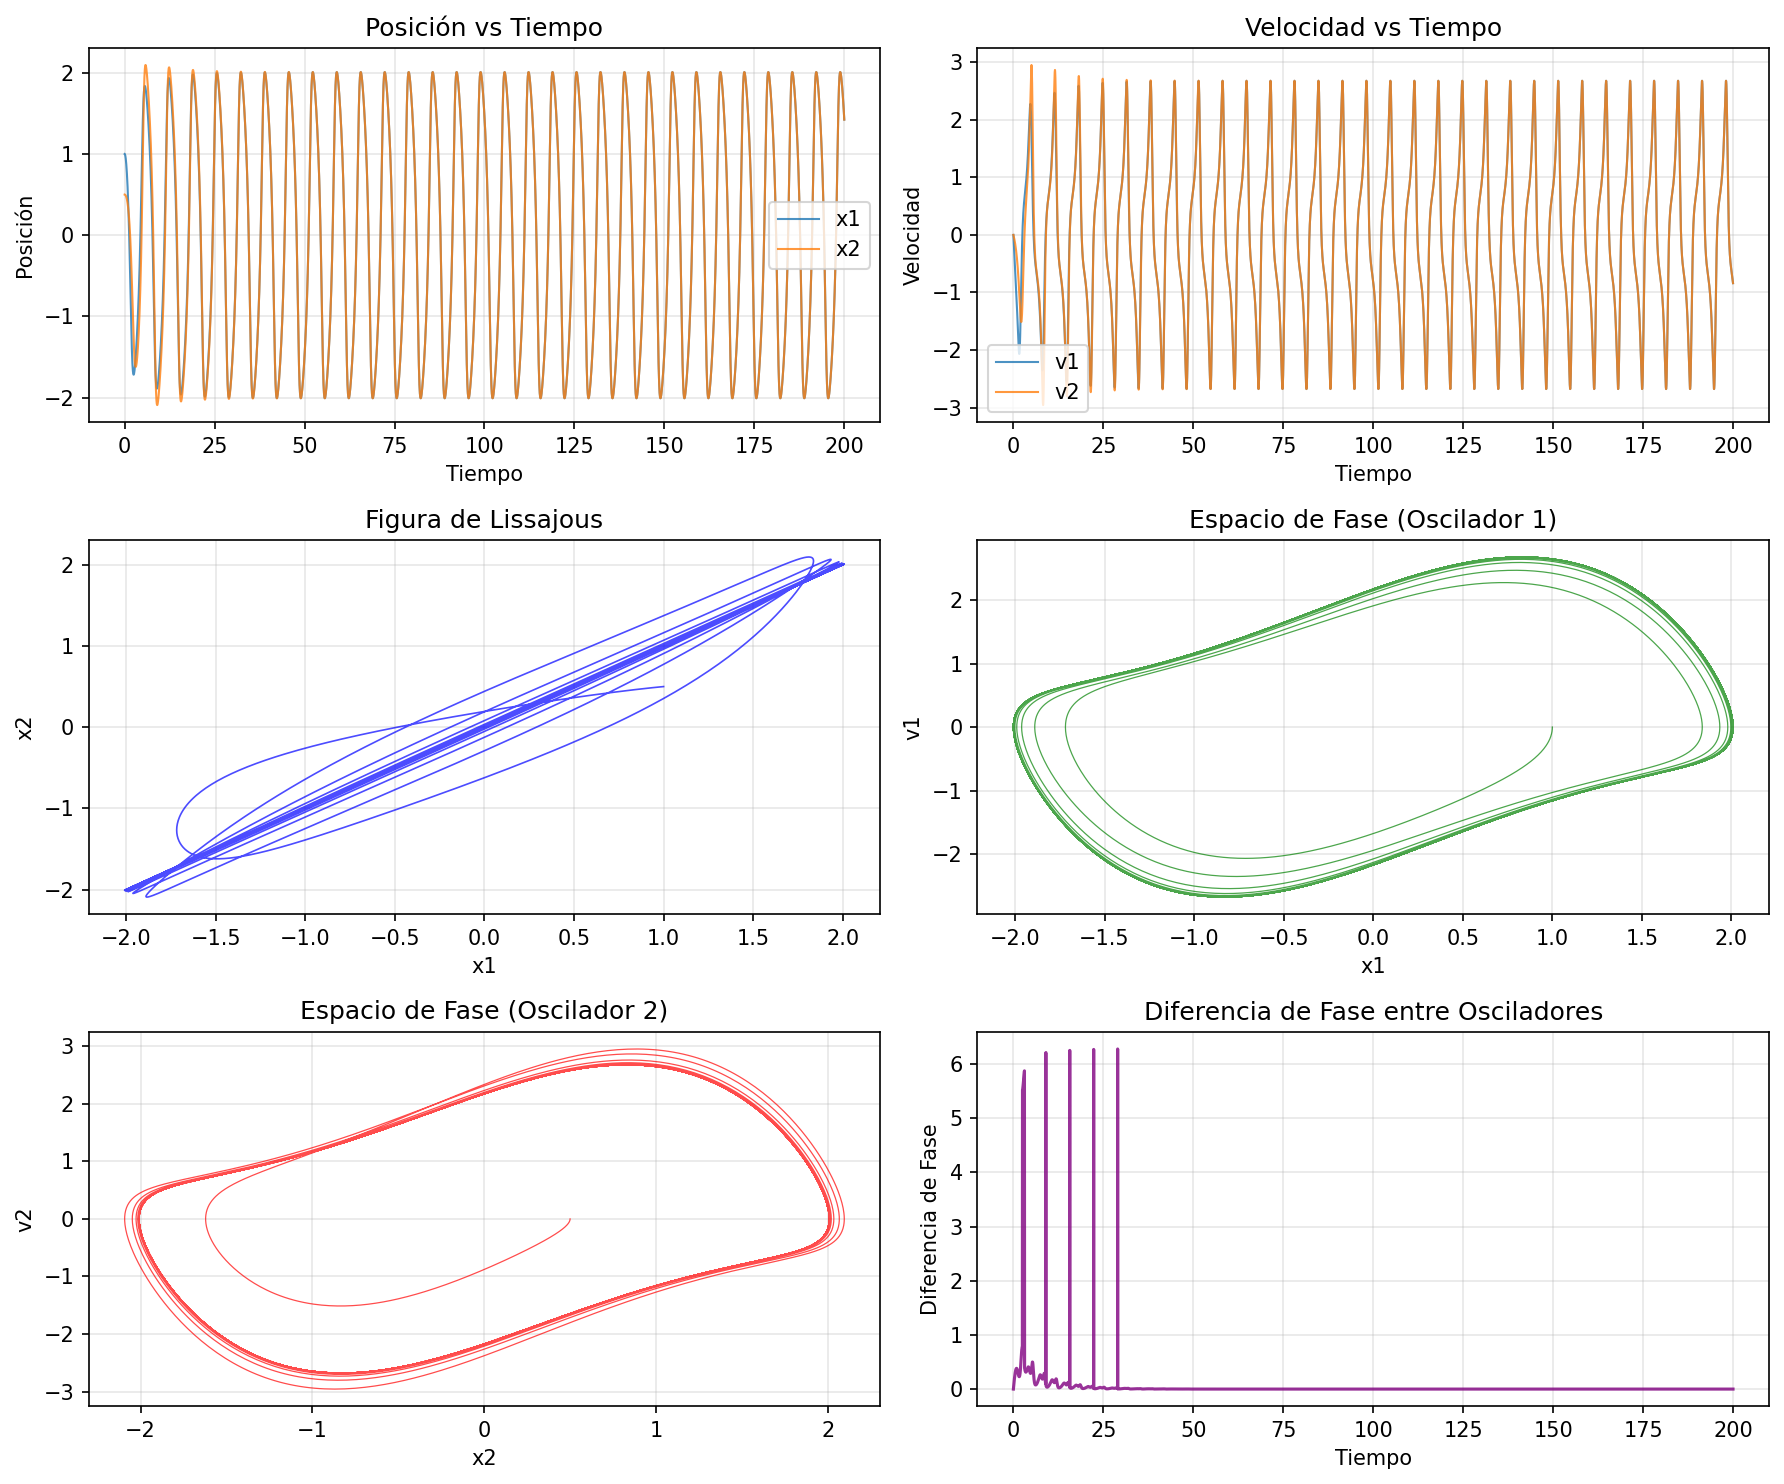 Posición vs Tiempo
2
1
0
−1
−2
Posición
x1
x2
0 25 50 75 100 125 150 175 200
Tiempo
Velocidad vs Tiempo
3
2
1
0
−1
−2
−3
Velocidad
v1
v2
0 25 50 75 100 125 150 175 200
Tiempo
Figura de Lissajous
2
1
0
−1
−2
x2
−2.0 −1.5 −1.0 −0.5 0.0 0.5 1.0 1.5 2.0
x1
Espacio de Fase (Oscilador 1)
2
1
0
−1
−2
v1
−2.0 −1.5 −1.0 −0.5 0.0 0.5 1.0 1.5 2.0
x1
Espacio de Fase (Oscilador 2)
3
2
1
0
−1
−2
−3
v2
−2 −1 0 1 2
x2
Diferencia de Fase entre Osciladores
6
5
4
3
2
1
0
Diferencia de Fase
0 25 50 75 100 125 150 175 200
Tiempo